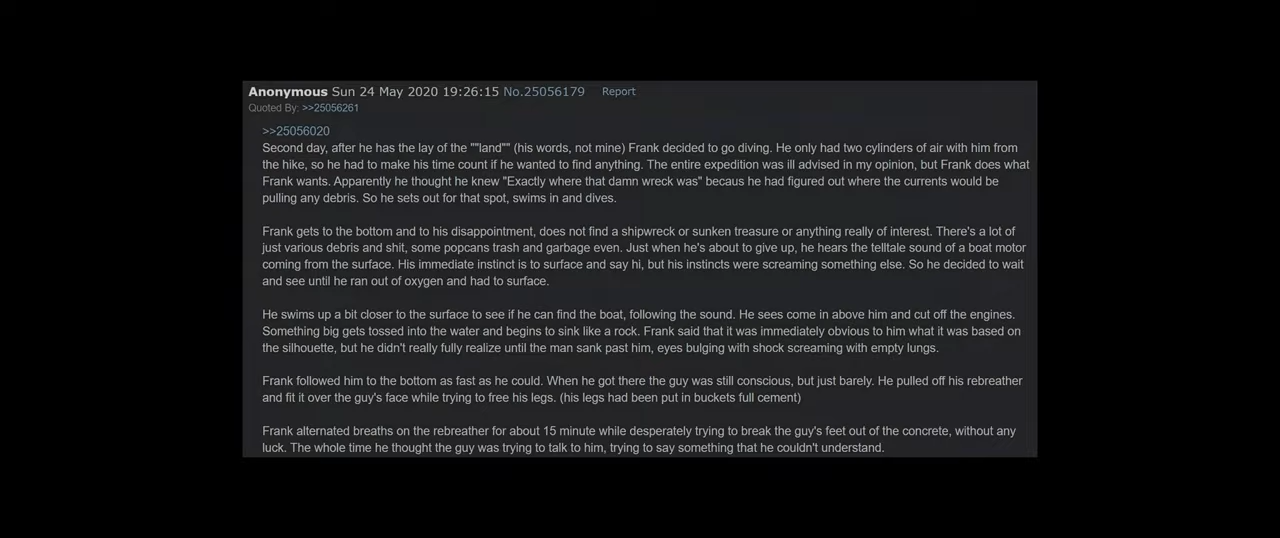 Anonymous Sun 24 May 2020 19:26:15 No.25056179 Report
Quoted By: >>25056261
>>25056020
Second day, after he has the lay of the ""land"" (his words, not mine) Frank decided to go diving. He only had two cylinders of air with him from
the hike, so he had to make his time count if he wanted to find anything. The entire expedition was ill advised in my opinion, but Frank does what
Frank wants. Apparently he thought he knew "Exactly where that damn wreck was" becaus he had figured out where the currents would be
pulling any debris. So he sets out for that spot, swims in and dives.
Frank gets to the bottom and to his disappointment, does not find a shipwreck or sunken treasure or anything really of interest. There's a lot of
just various debris and shit, some popcans trash and garbage even. Just when he's about to give up, he hears the telltale sound of a boat motor
coming from the surface. His immediate instinct is to surface and say hi, but his instincts were screaming something else. So he decided to wait
and see until he ran out of oxygen and had to surface.
He swims up a bit closer to the surface to see if he can find the boat, following the sound. He sees come in above him and cut off the engines.
Something big gets tossed into the water and begins to sink like a rock. Frank said that it was immediately obvious to him what it was based on
the silhouette, but he didn't really fully realize until the man sank past him, eyes bulging with shock screaming with empty lungs.
Frank followed him to the bottom as fast as he could. When he got there the guy was still conscious, but just barely. He pulled off his rebreather
and fit it over the guy's face while trying to free his legs. (his legs had been put in buckets full cement)
Frank alternated breaths on the rebreather for about 15 minute while desperately trying to break the guy's feet out of the concrete, without any
luck. The whole time he thought the guy was trying to talk to him, trying to say something that he couldn't understand.